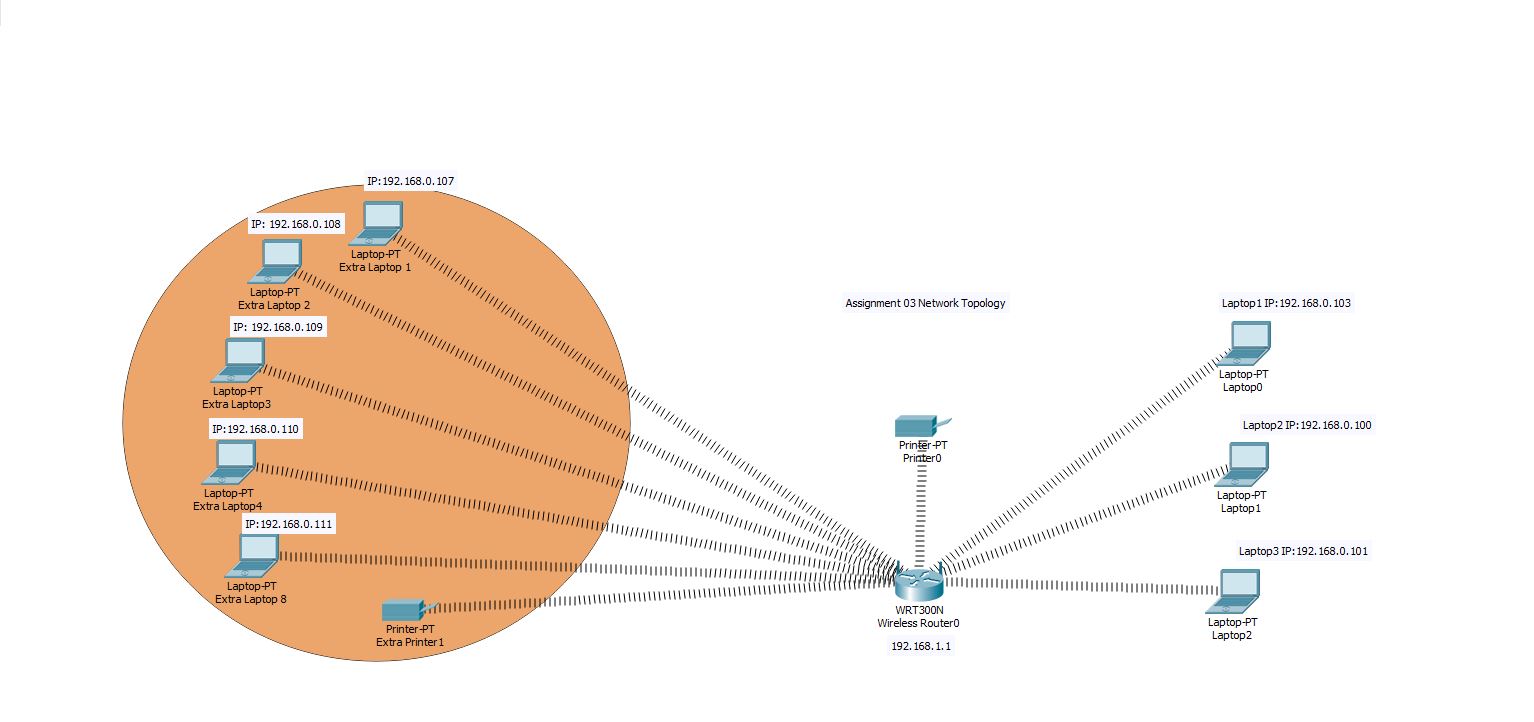 IP:192.168.0.107
Laptop-PT
Extra Laptop 1
IP: 192.168.0.108
Laptop-PT
Extra Laptop 2
IP: 192.168.0.109
Laptop-PT
Extra Laptop3
IP:192.168.0.110
Laptop-PT
Extra Laptop4
IP:192.168.0.111
Laptop-PT
Extra Laptop 8
Printer-PT
Extra Printer1
Assignment 03 Network Topology
Printer-PT
Printer0
WRT300N
Wireless Router0
192.168.1.1
Laptop1 IP:192.168.0.103
Laptop-PT
Laptop0
Laptop2 IP:192.168.0.100
Laptop-PT
Laptop1
Laptop3 IP:192.168.0.101
Laptop-PT
Laptop2